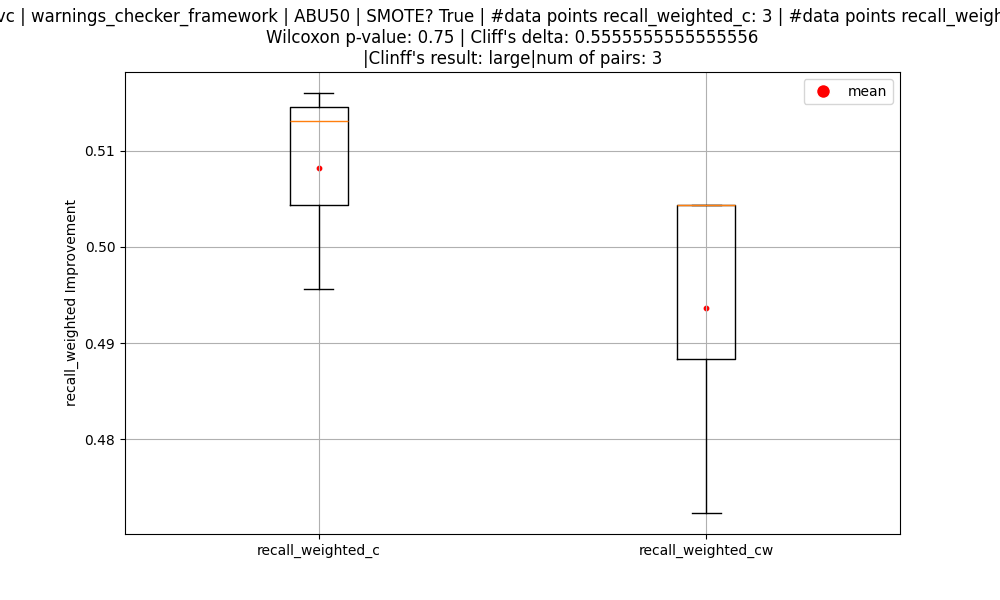 vc | warnings_checker_framework | ABU50 | SMOTE? True | #data points recall_weighted_c: 3 | #data points
Wilcoxon p-value: 0.75 | Cliff's delta: 0.5555555555555556
|Clinff's result: large|num of pairs: 3
mean
0.51
0.50
0.49
0.48
recall_weighted Improvement
recall_weighted_c
recall_weighted_cw